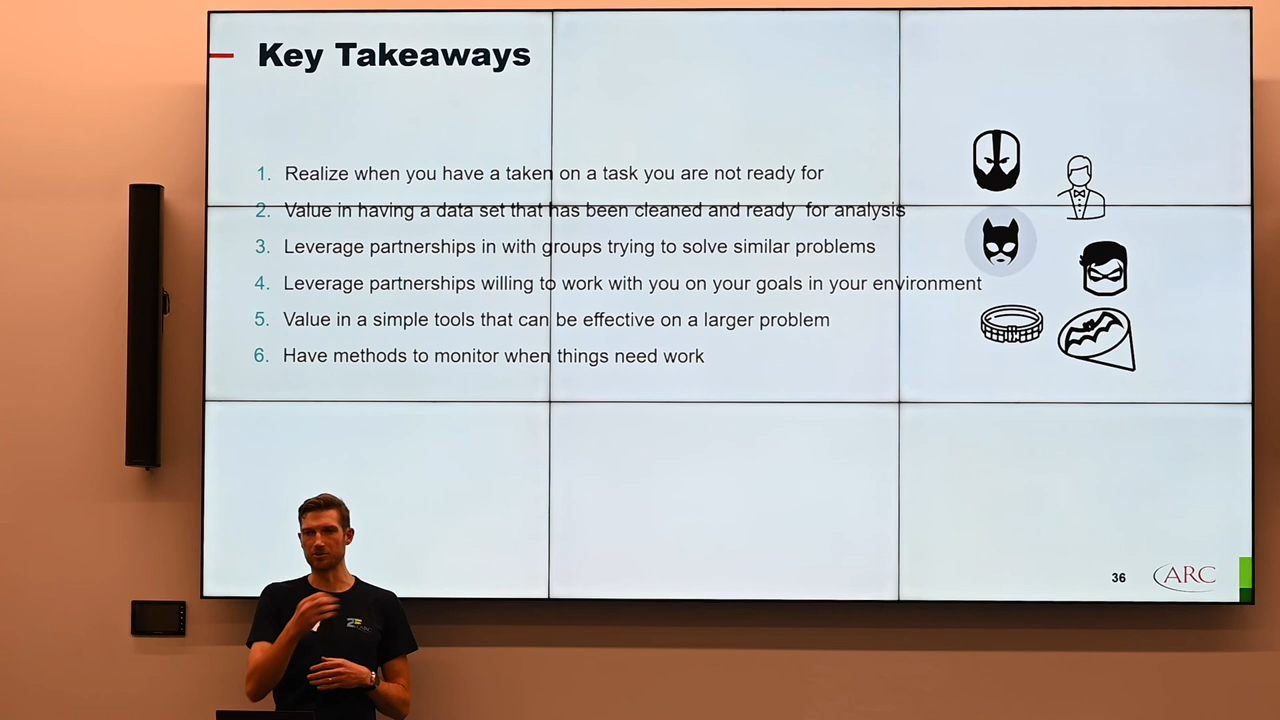 Key Takeaways
1. Realize when you have a taken on a task you are not ready for
2. Value in having a data set that has been cleaned and ready for analysis
3. Leverage partnerships in with groups trying to solve similar problems
4. Leverage partnerships willing to work with you on your goals in your environment
5. Value in a simple tools that can be effective on a larger problem
6. Have methods to monitor when things need work
36
ARC